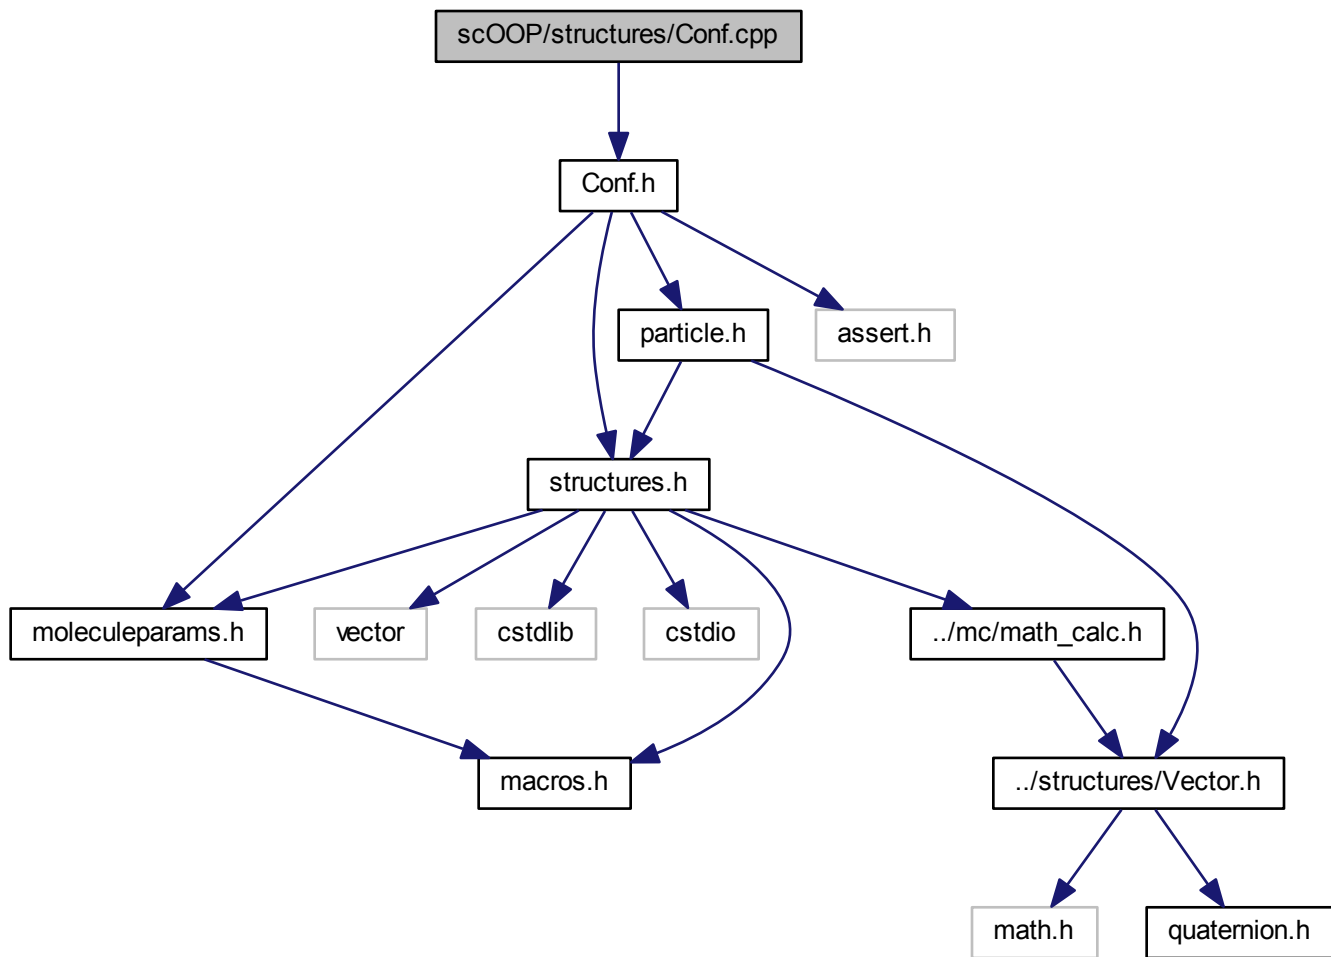 scOOP/structures/Conf.cpp
Conf.h
particle.h
assert.h
structures.h
moleculeparams.h
vector
cstdlib
cstdio
../mc/math_calc.h
macros.h
../structures/Vector.h
math.h
quaternion.h